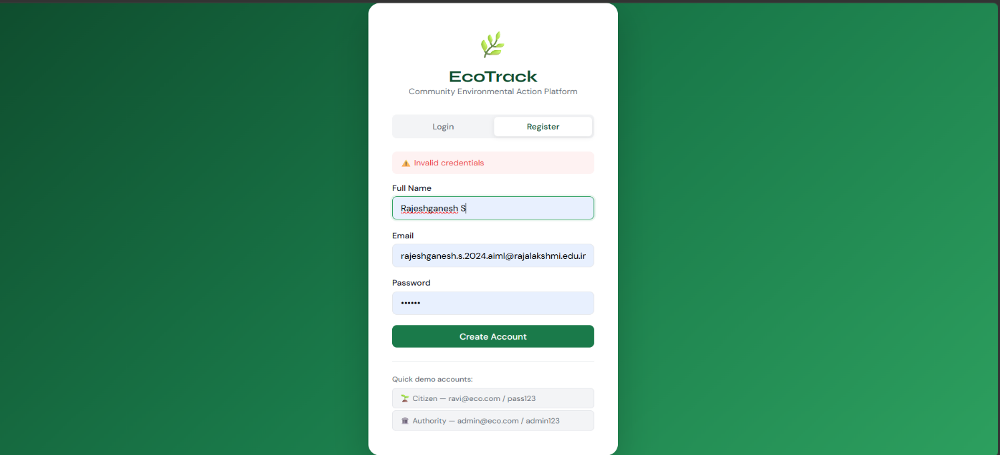 EcoTrack
Community Environmental Action Platform
Login Register
Invalid credentials
Full Name
Rajeshganesh S
Email
rajeshganesh.s.2024.aiml@rajalakshmi.edu.ir
Password
••••••
Create Account
Quick demo accounts:
Citizen — ravi@eco.com / pass123
Authority — admin@eco.com / admin123